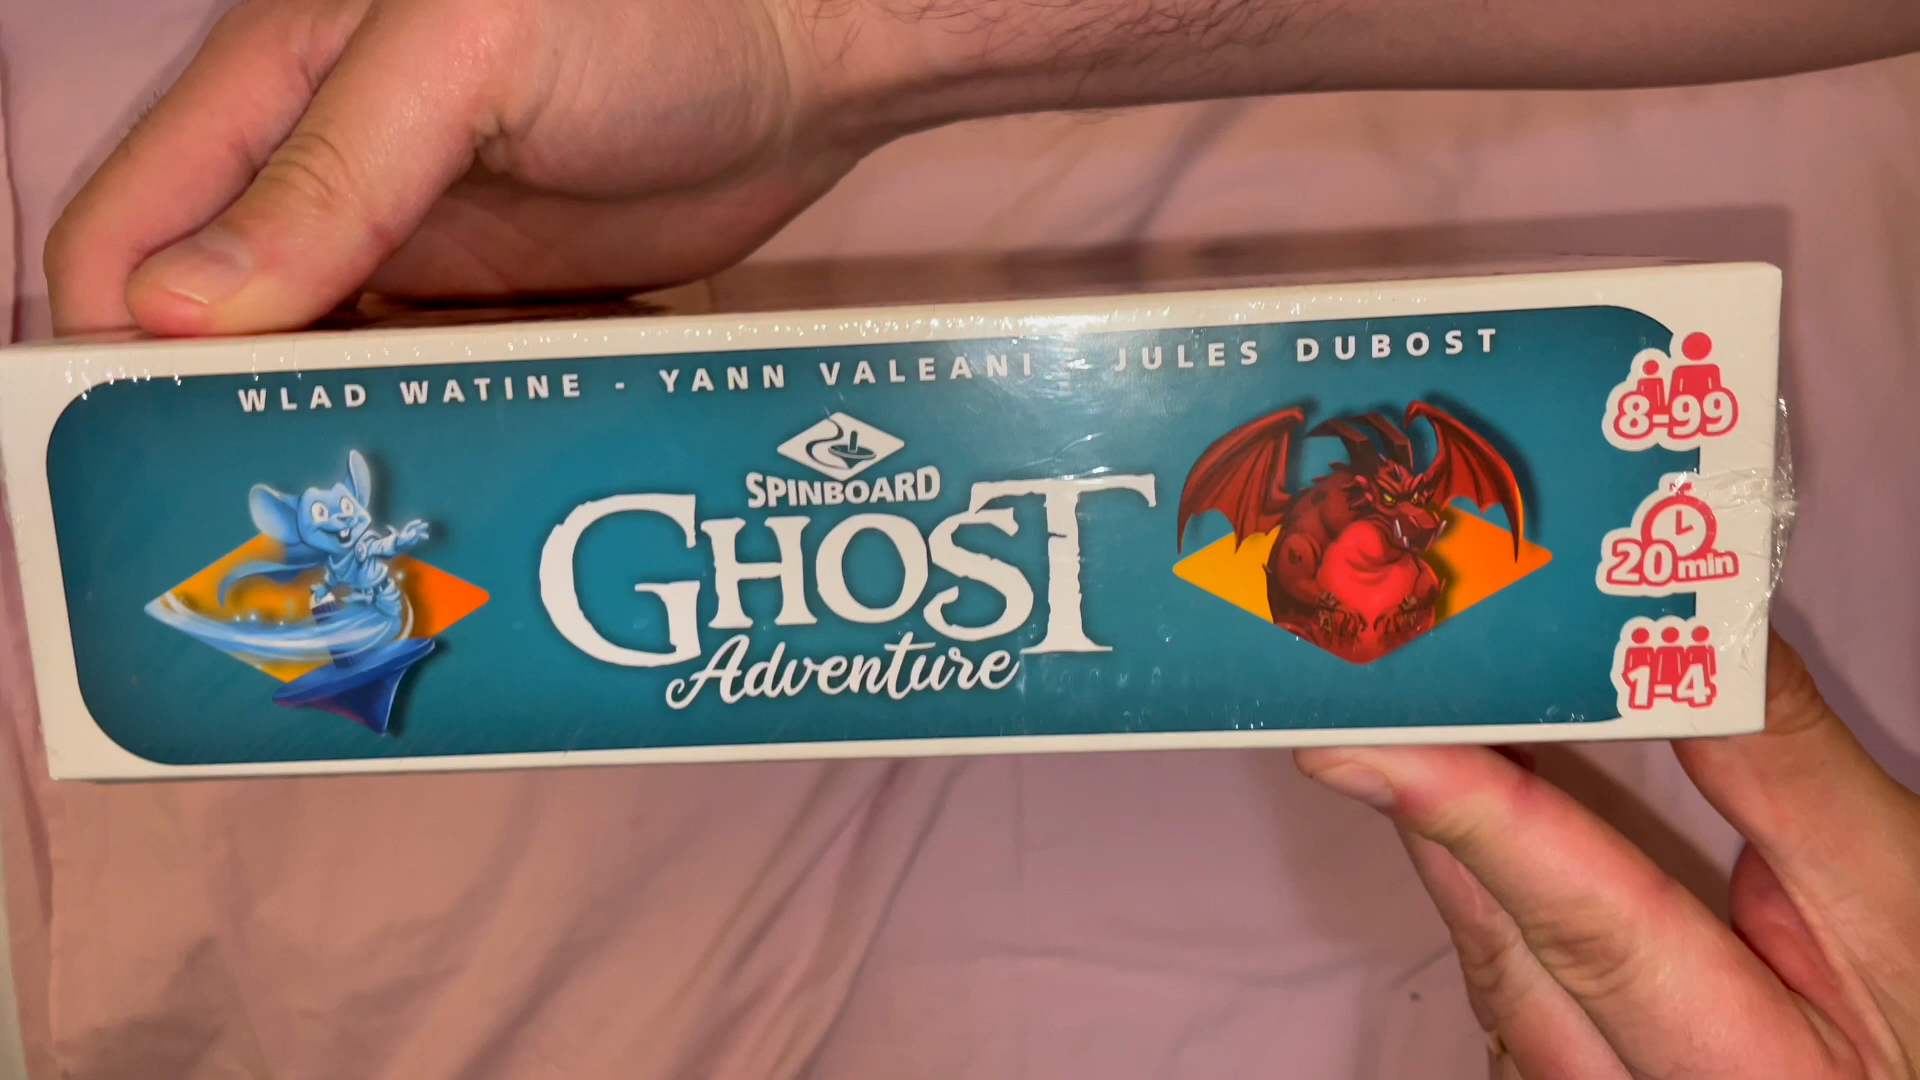 WLAD WATINE - YANN VALEANI - JULES DUBOST
SPINBOARD
GHOST
Adventure
8-99
20min
1-4